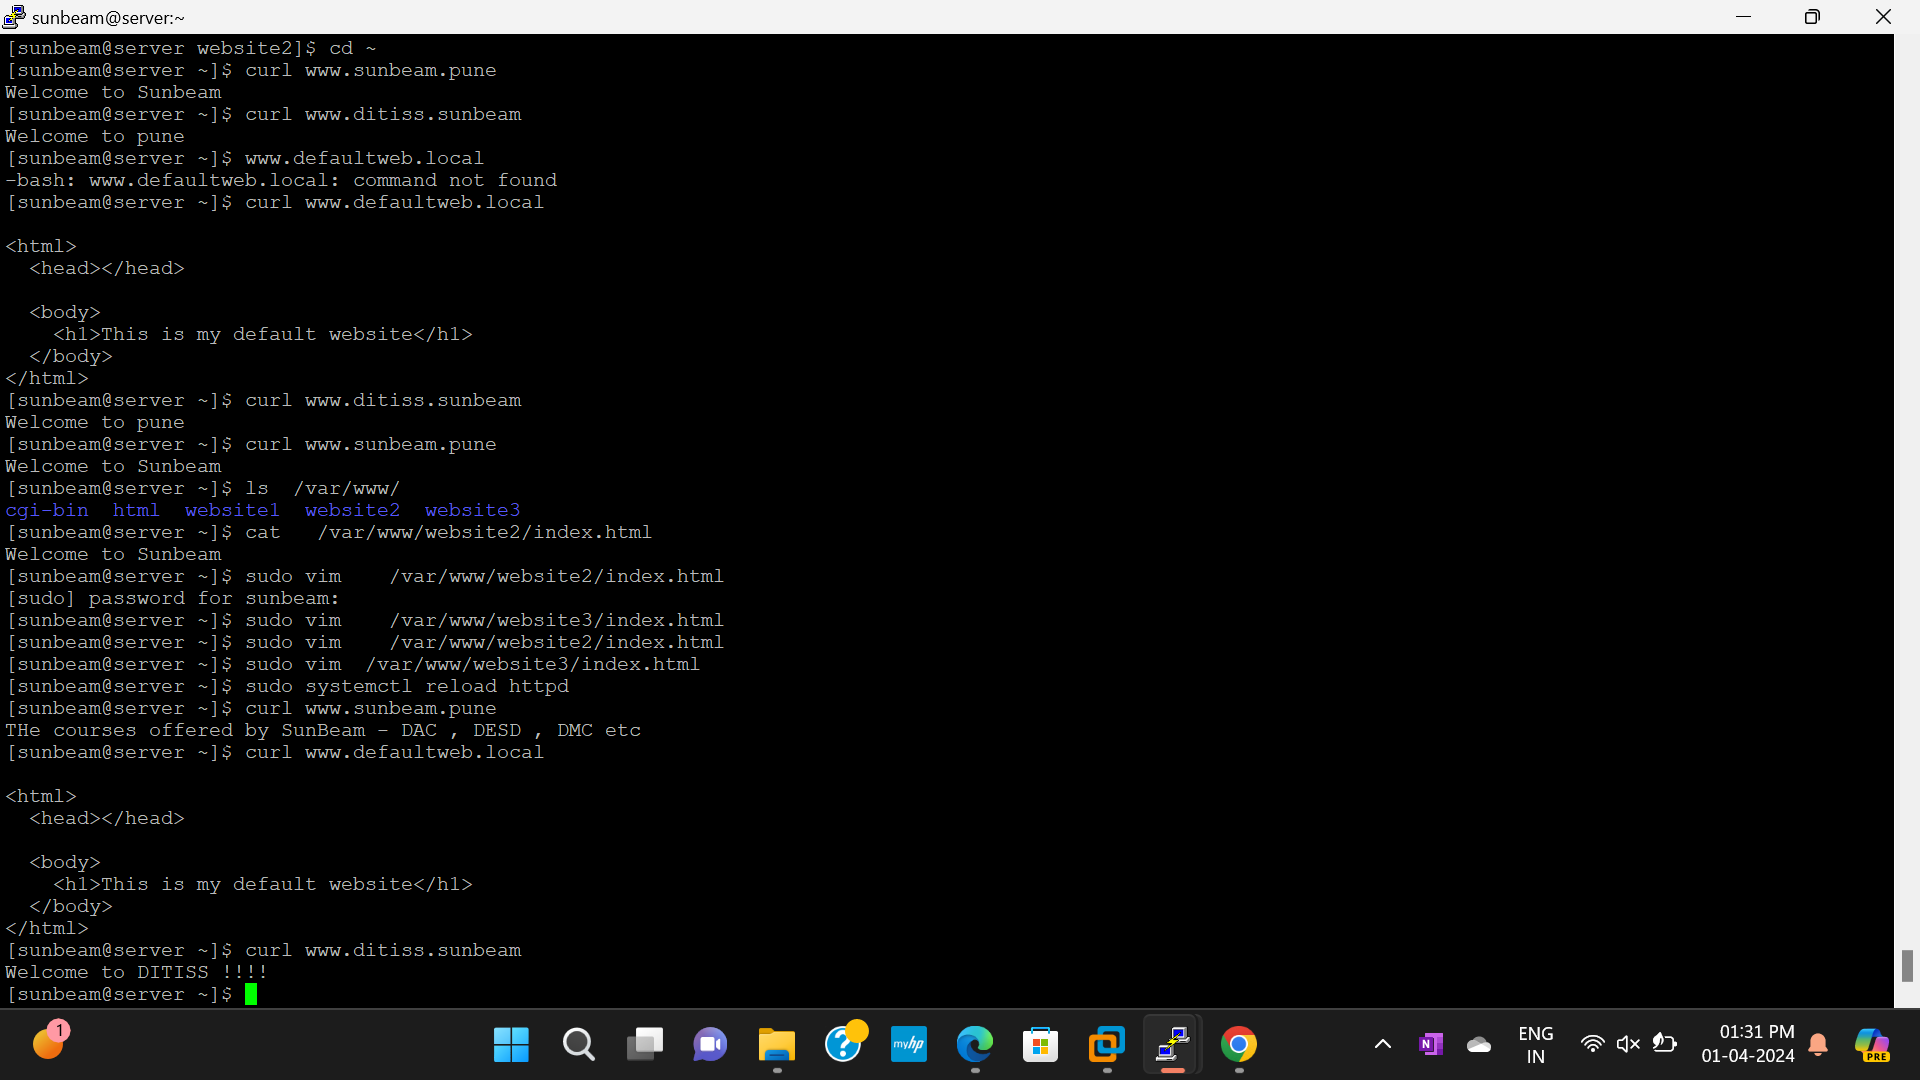 sunbeam@server:~
[sunbeam@server website2]$ cd ~
[sunbeam@server ~]$ curl www.sunbeam.pune
Welcome to Sunbeam
[sunbeam@server ~]$ curl www.ditiss.sunbeam
Welcome to pune
[sunbeam@server ~]$ www.defaultweb.local
-bash: www.defaultweb.local: command not found
[sunbeam@server ~]$ curl www.defaultweb.local
<html>
  <head></head>
  <body>
    <h1>This is my default website</h1>
  </body>
</html>
[sunbeam@server ~]$ curl www.ditiss.sunbeam
Welcome to pune
[sunbeam@server ~]$ curl www.sunbeam.pune
Welcome to Sunbeam
[sunbeam@server ~]$ ls  /var/www/
cgi-bin  html  website1  website2  website3
[sunbeam@server ~]$ cat   /var/www/website2/index.html
Welcome to Sunbeam
[sunbeam@server ~]$ sudo vim    /var/www/website2/index.html
[sudo] password for sunbeam:
[sunbeam@server ~]$ sudo vim    /var/www/website3/index.html
[sunbeam@server ~]$ sudo vim    /var/www/website2/index.html
[sunbeam@server ~]$ sudo vim  /var/www/website3/index.html
[sunbeam@server ~]$ sudo systemctl reload httpd
[sunbeam@server ~]$ curl www.sunbeam.pune
THe courses offered by SunBeam - DAC , DESD , DMC etc
[sunbeam@server ~]$ curl www.defaultweb.local
<html>
  <head></head>
  <body>
    <h1>This is my default website</h1>
  </body>
</html>
[sunbeam@server ~]$ curl www.ditiss.sunbeam
Welcome to DITISS !!!!
[sunbeam@server ~]$
1
myhp
N
ENG
IN
01:31 PM
01-04-2024
PRE